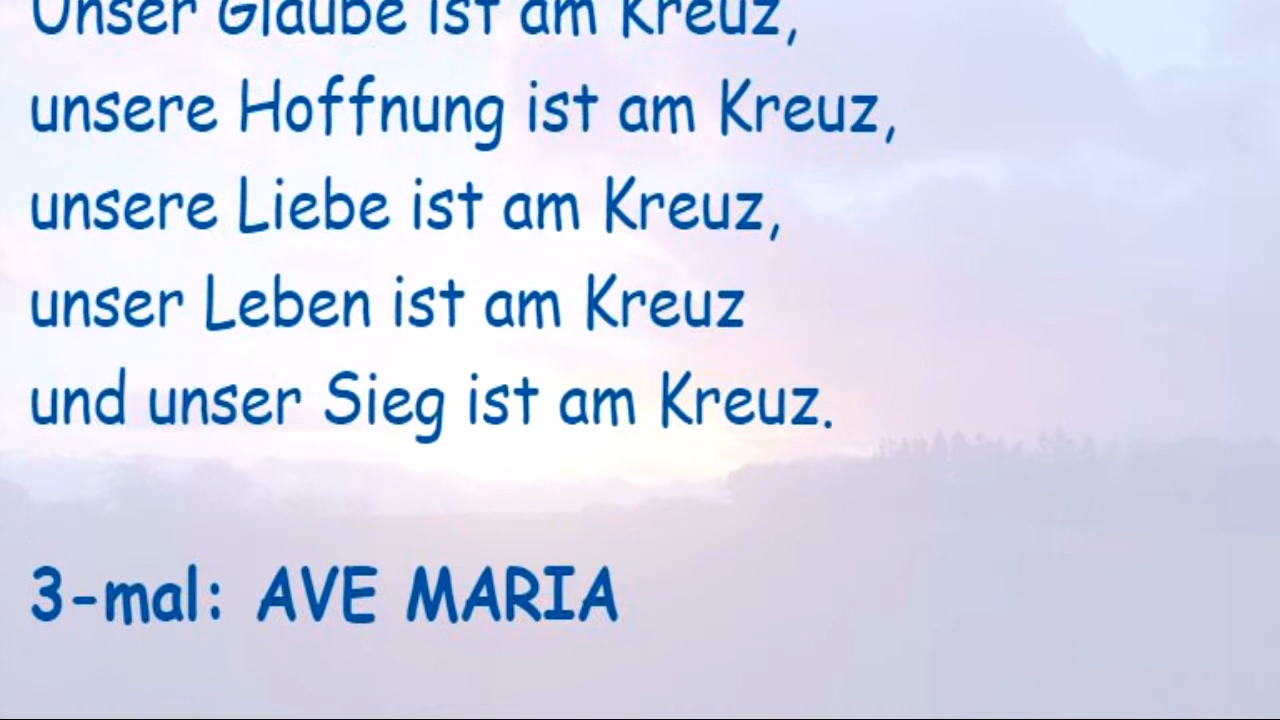 Unser Glaube ist am Kreuz,
unsere Hoffnung ist am Kreuz,
unsere Liebe ist am Kreuz,
unser Leben ist am Kreuz
und unser Sieg ist am Kreuz.
3-mal: AVE MARIA